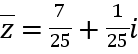 z̅ = 7/25 + 1/25 i